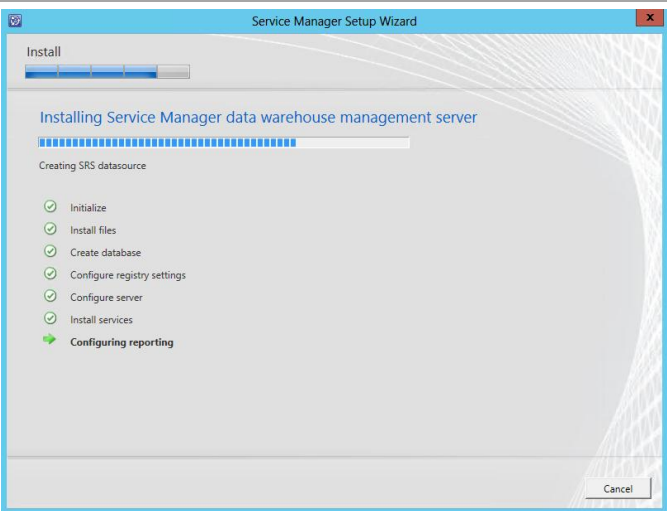 Service Manager Setup Wizard
x
Install
Installing Service Manager data warehouse management server
Creating SRS datasource
Initialize
Install files
Create database
Configure registry settings
Configure server
Install services
Configuring reporting
Cancel